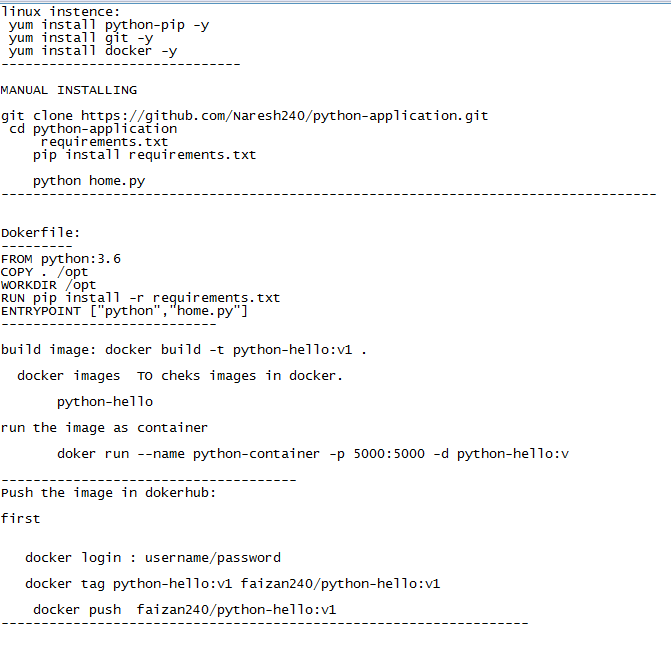 linux instence:
yum install python-pip -y
yum install git -y
yum install docker -y
------------------------------
MANUAL INSTALLING
git clone https://github.com/Naresh240/python-application.git
cd python-application
requirements.txt
pip install requirements.txt
python home.py
----------------------------------------------------------------------------------
Dokerfile:
---------
FROM python:3.6
COPY . /opt
WORKDIR /opt
RUN pip install -r requirements.txt
ENTRYPOINT ["python","home.py"]
---------------------------
build image: docker build -t python-hello:v1 .
docker images  TO cheks images in docker.
python-hello
run the image as container
doker run --name python-container -p 5000:5000 -d python-hello:v
-------------------------------------
Push the image in dokerhub:
first
docker login : username/password
docker tag python-hello:v1 faizan240/python-hello:v1
docker push  faizan240/python-hello:v1
------------------------------------------------------------------